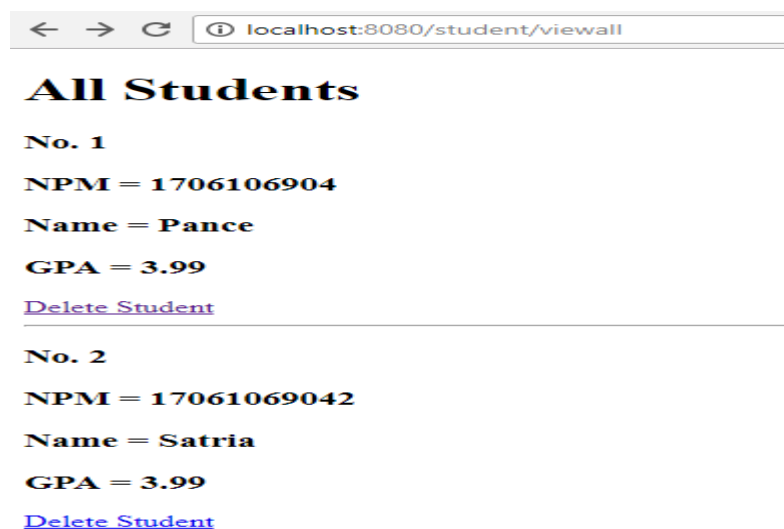 localhost:8080/student/viewall
All Students
No. 1
NPM = 1706106904
Name = Pance
GPA = 3.99
Delete Student
No. 2
NPM = 17061069042
Name = Satria
GPA = 3.99
Delete Student